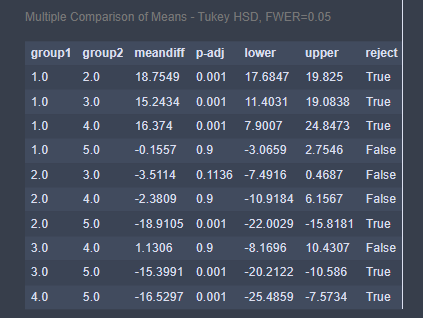 Multiple Comparison of Means - Tukey HSD, FWER=0.05
group1 group2 meandiff p-adj lower upper reject
1.0 2.0 18.7549 0.001 17.6847 19.825 True
1.0 3.0 15.2434 0.001 11.4031 19.0838 True
1.0 4.0 16.374 0.001 7.9007 24.8473 True
1.0 5.0 -0.1557 0.9 -3.0659 2.7546 False
2.0 3.0 -3.5114 0.1136 -7.4916 0.4687 False
2.0 4.0 -2.3809 0.9 -10.9184 6.1567 False
2.0 5.0 -18.9105 0.001 -22.0029 -15.8181 True
3.0 4.0 1.1306 0.9 -8.1696 10.4307 False
3.0 5.0 -15.3991 0.001 -20.2122 -10.586 True
4.0 5.0 -16.5297 0.001 -25.4859 -7.5734 True